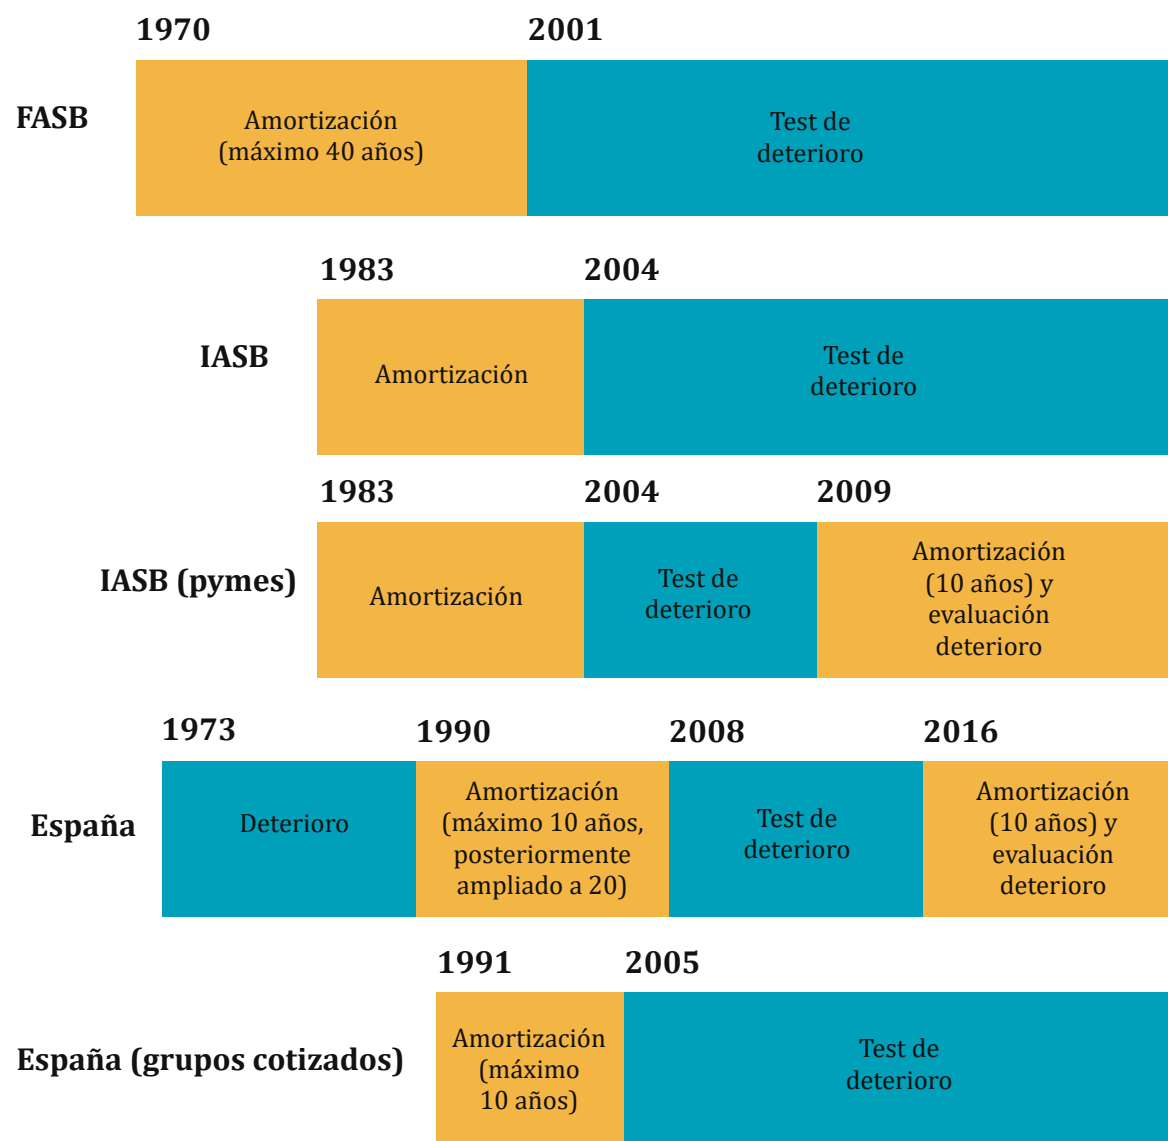 1970
2001
FASB
Amortización
(máximo 40 años)
Test de
deterioro
1983
2004
IASB
Amortización
Test de
deterioro
1983
2004
2009
IASB (pymes)
Amortización
Test de
deterioro
Amortización
(10 años) y
evaluación
deterioro
1973
1990
2008
2016
España
Deterioro
Amortización
(máximo 10 años,
posteriormente
ampliado a 20)
Test de
deterioro
Amortización
(10 años) y
evaluación
deterioro
1991
2005
España (grupos cotizados)
Amortización
(máximo
10 años)
Test de
deterioro